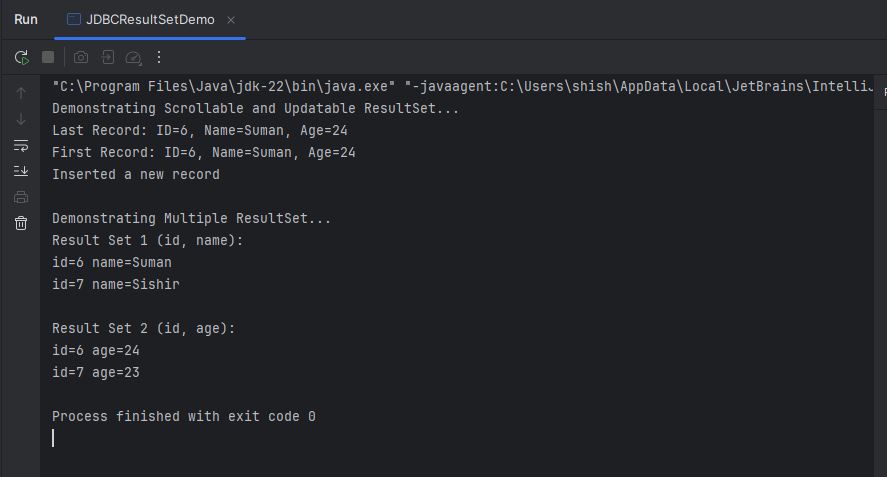 Run JDBCResultSetDemo
"C:\Program Files\Java\jdk-22\bin\java.exe" "-javaagent:C:\Users\shish\AppData\Local\JetBrains\IntelliJ
Demonstrating Scrollable and Updatable ResultSet...
Last Record: ID=6, Name=Suman, Age=24
First Record: ID=6, Name=Suman, Age=24
Inserted a new record
Demonstrating Multiple ResultSet...
Result Set 1 (id, name):
id=6 name=Suman
id=7 name=Sishir
Result Set 2 (id, age):
id=6 age=24
id=7 age=23
Process finished with exit code 0